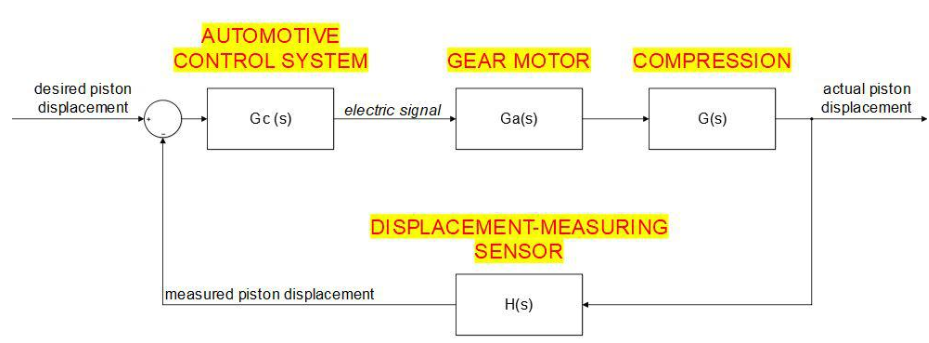 AUTOMOTIVE
CONTROL SYSTEM
GEAR MOTOR
COMPRESSION
desired piston
displacement
+
-
Gc (s)
electric signal
Ga(s)
G(s)
actual piston
displacement
DISPLACEMENT-MEASURING
SENSOR
measured piston displacement
H(s)